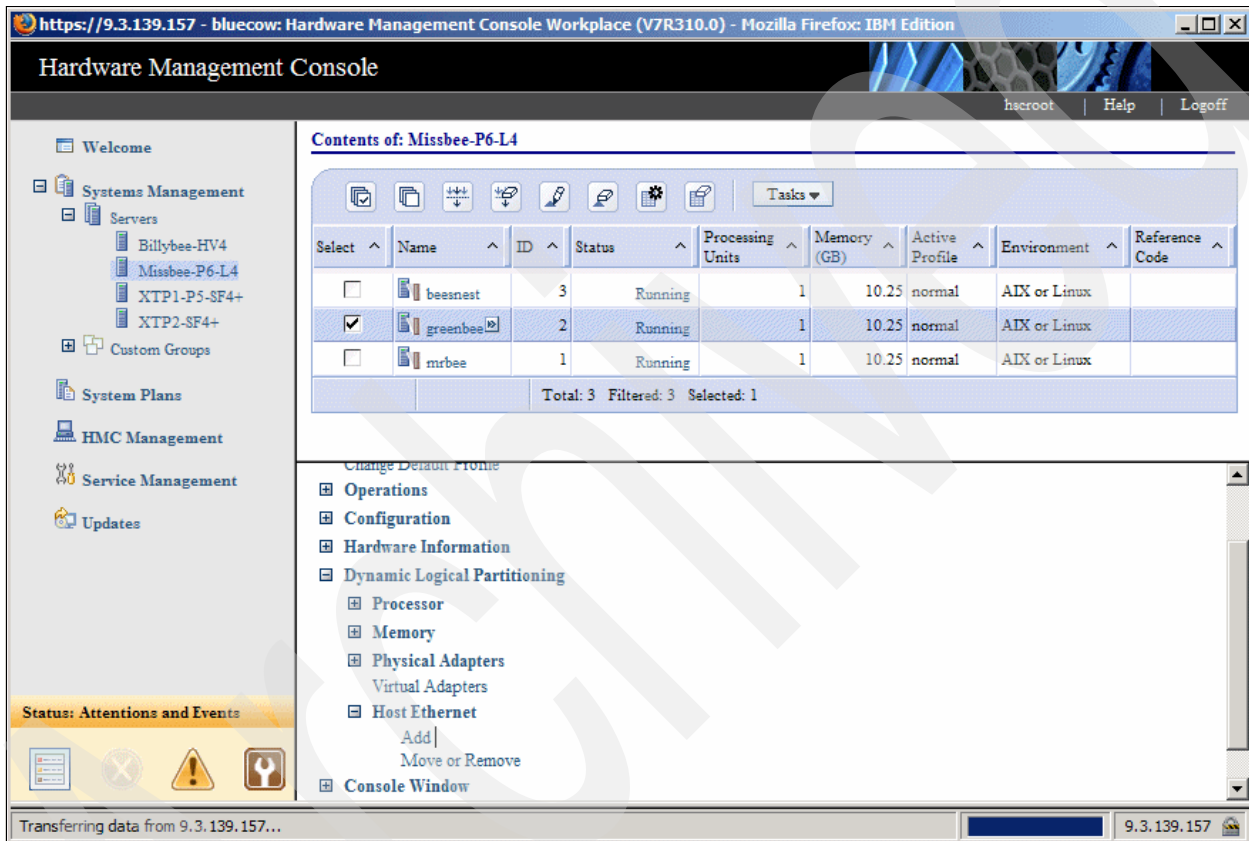 https://9.3.139.157 - bluecow: Hardware Management Console Workplace (V7R310.0) - Mozilla Firefox: IBM Edition
Hardware Management Console
hscroot | Help | Logoff
Welcome
Systems Management
Servers
Billybee-HV4
Missbee-P6-L4
XTP1-P5-SF4+
XTP2-SF4+
Custom Groups
System Plans
HMC Management
Service Management
Updates
Status: Attentions and Events
Contents of: Missbee-P6-L4
Tasks
Select Name ID Status Processing Units Memory (GB) Active Profile Environment Reference Code
beesnest 3 Running 1 10.25 normal AIX or Linux
greenbee 2 Running 1 10.25 normal AIX or Linux
mrbee 1 Running 1 10.25 normal AIX or Linux
Total: 3 Filtered: 3 Selected: 1
Change Default Profile
Operations
Configuration
Hardware Information
Dynamic Logical Partitioning
Processor
Memory
Physical Adapters
Virtual Adapters
Host Ethernet
Add
Move or Remove
Console Window
Transferring data from 9.3.139.157...
9.3.139.157